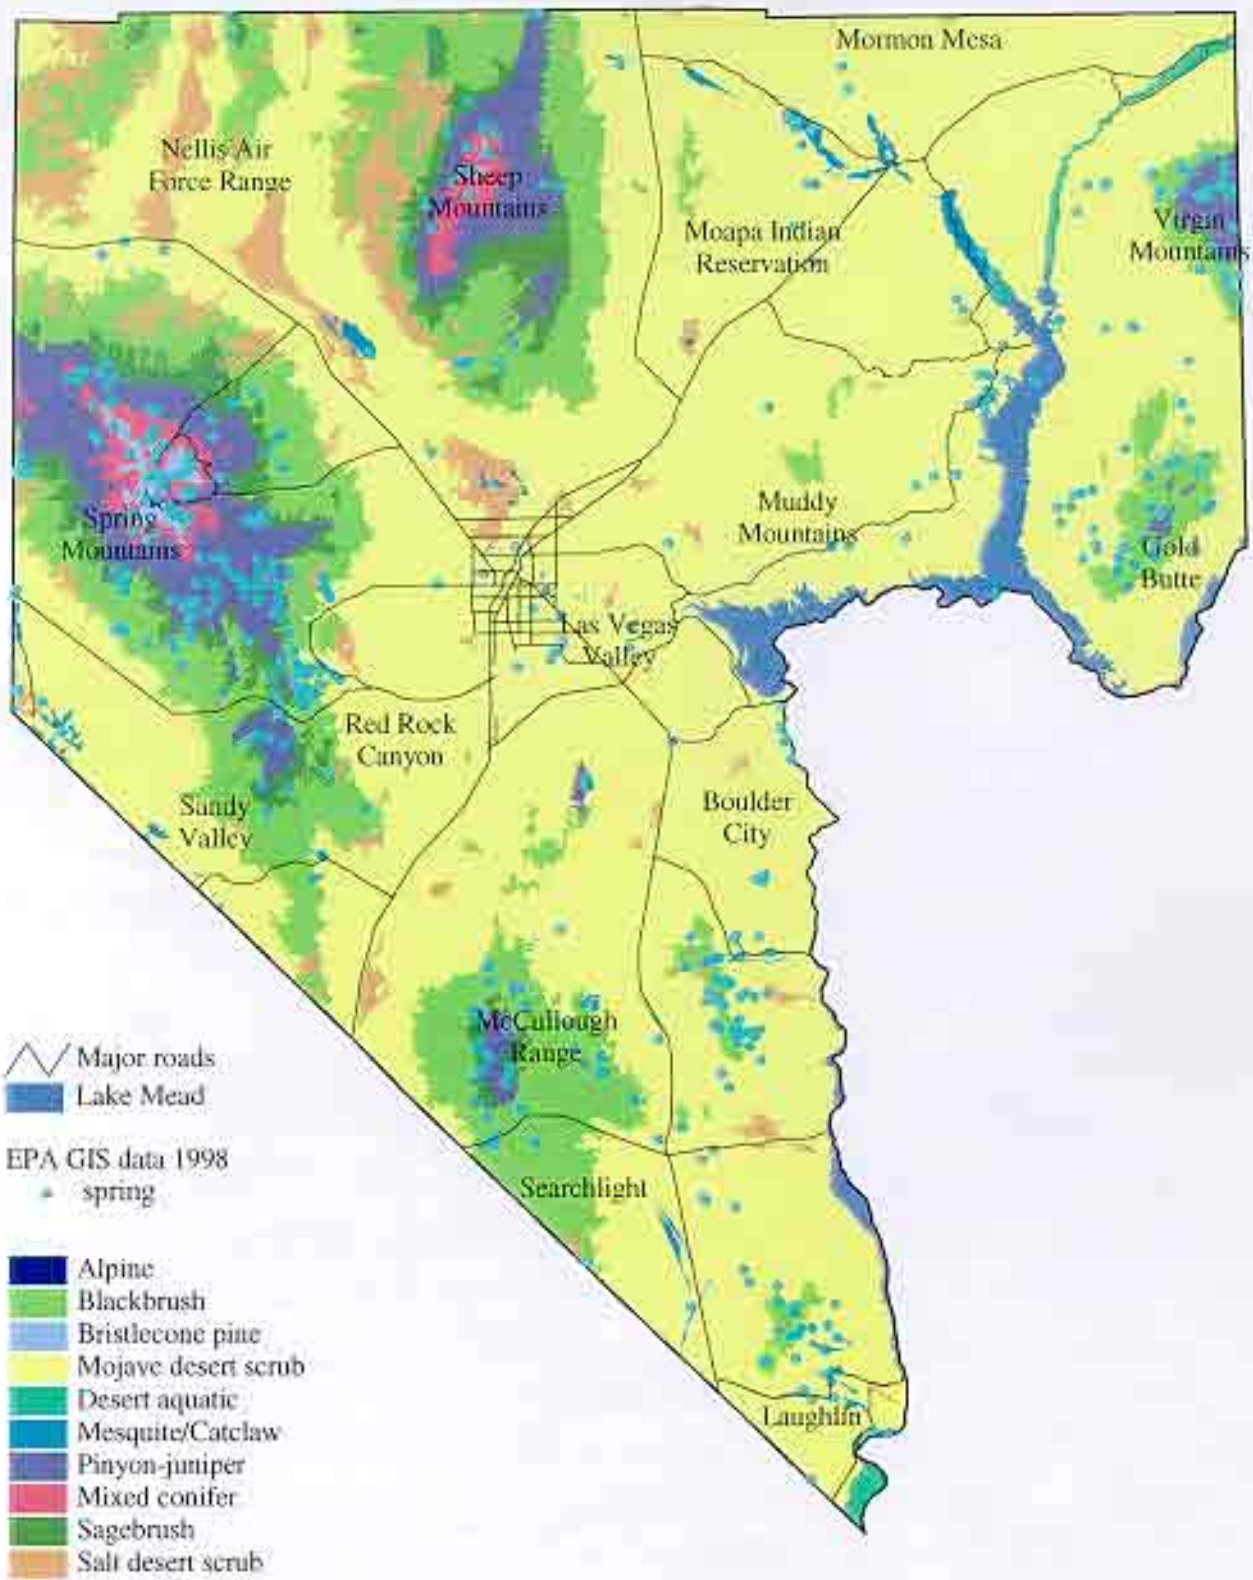 Mormon Mesa
Nellis Air
Force Range
Sheep
Mountains
Moapa Indian
Reservation
Virgin
Mountains
Spring
Mountains
Muddy
Mountains
Gold
Butte
Las Vegas
Valley
Red Rock
Canyon
Sandy
Valley
Boulder
City
McCullough
Range
Searchlight
Laughlin
Major roads
Lake Mead
EPA GIS data 1998
spring
Alpine
Blackbrush
Bristlecone pine
Mojave desert scrub
Desert aquatic
Mesquite/Catclaw
Pinyon-juniper
Mixed conifer
Sagebrush
Salt desert scrub